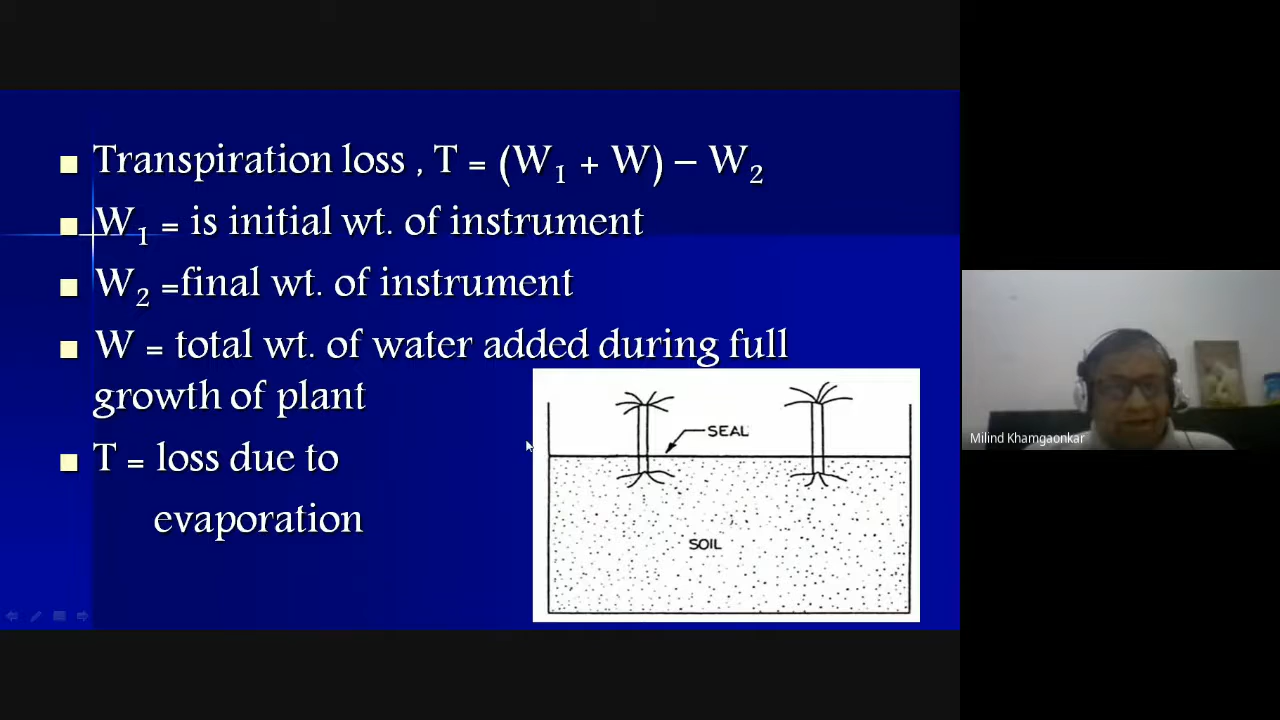 Transpiration loss , T = (W₁ + W) – W₂
W₁ = is initial wt. of instrument
W₂ =final wt. of instrument
W = total wt. of water added during full
growth of plant
T = loss due to
evaporation
SEAL
SOIL
Milind Khamgaonkar